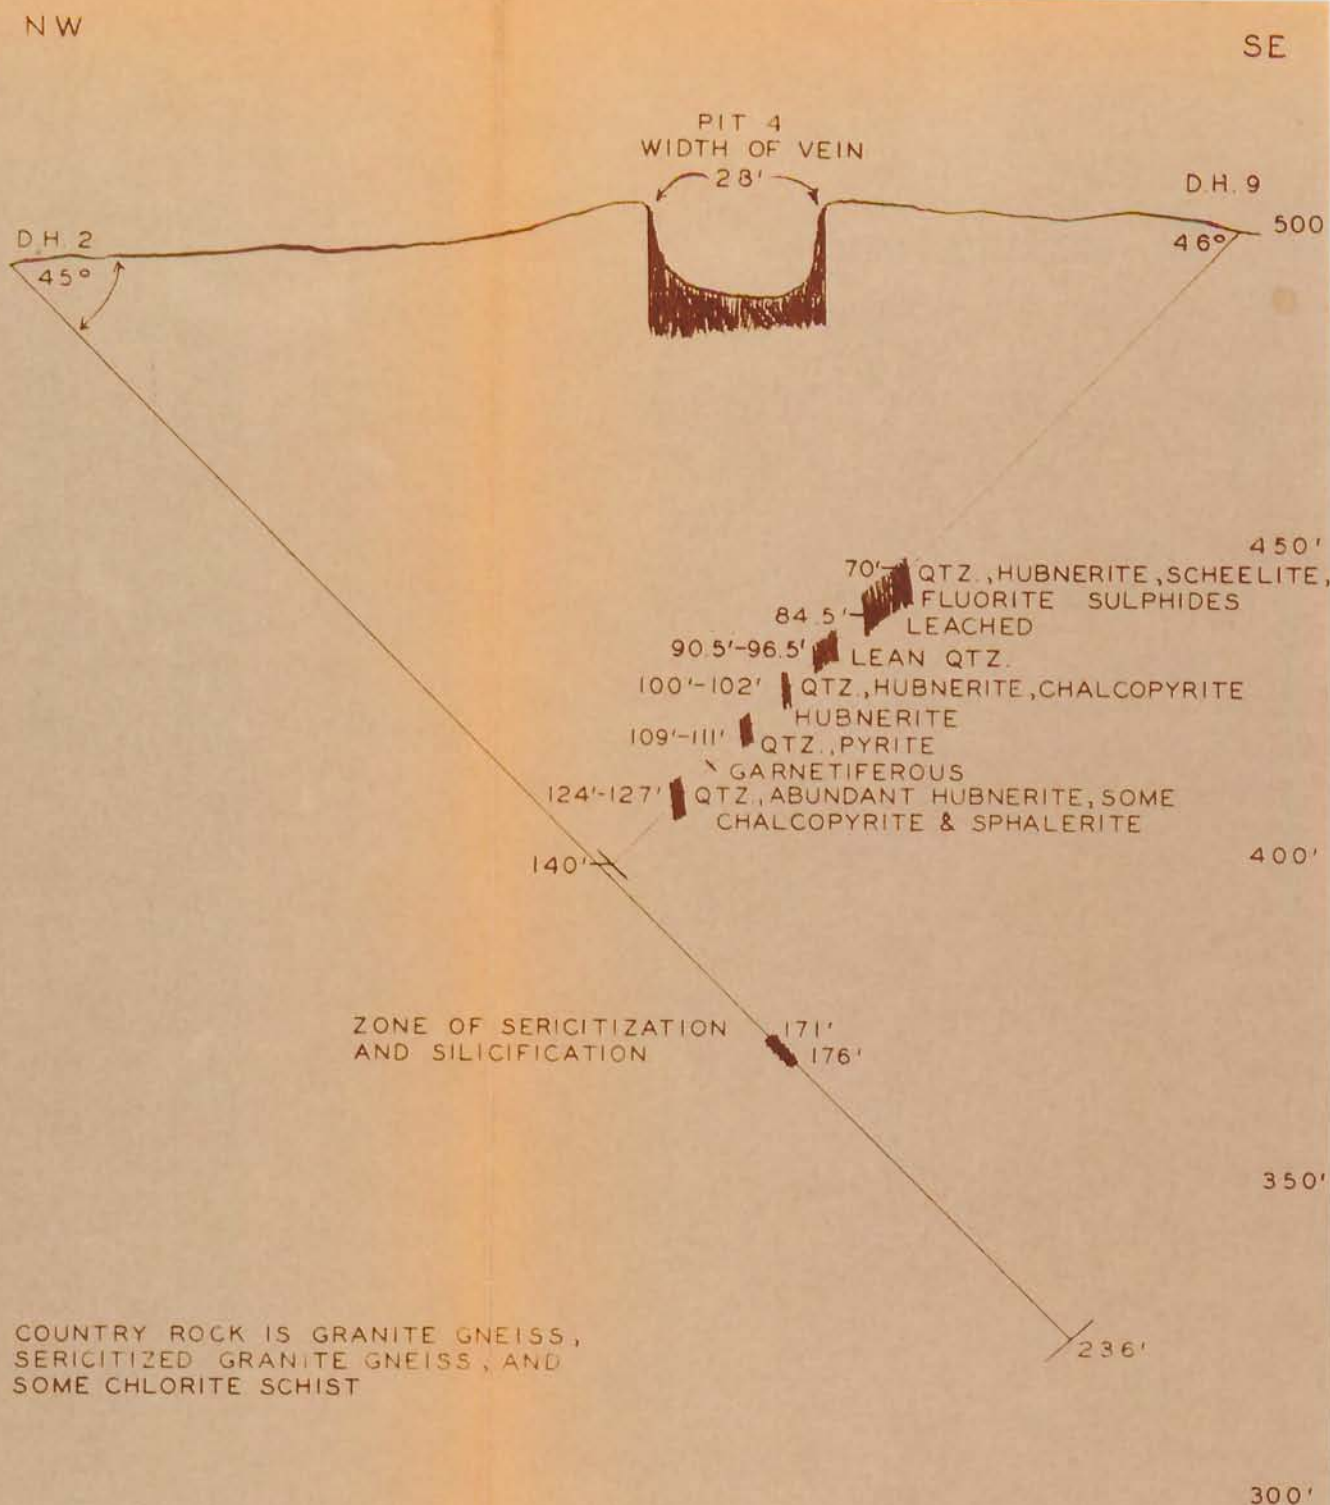 NW
SE
PIT 4
WIDTH OF VEIN
28'
D.H. 9
D.H. 2
500
46°
45°
450'
70'
QTZ., HUBNERITE, SCHEELITE,
FLUORITE SULPHIDES
84.5'
LEACHED
90.5'-96.5'
LEAN QTZ.
100'-102'
QTZ., HUBNERITE, CHALCOPYRITE
HUBNERITE
109'-111'
QTZ., PYRITE
GARNETIFEROUS
124'-127'
QTZ., ABUNDANT HUBNERITE, SOME
CHALCOPYRITE & SPHALERITE
140'
400'
ZONE OF SERICITIZATION
AND SILICIFICATION
171'
176'
350'
236'
COUNTRY ROCK IS GRANITE GNEISS,
SERICITIZED GRANITE GNEISS, AND
SOME CHLORITE SCHIST
300'